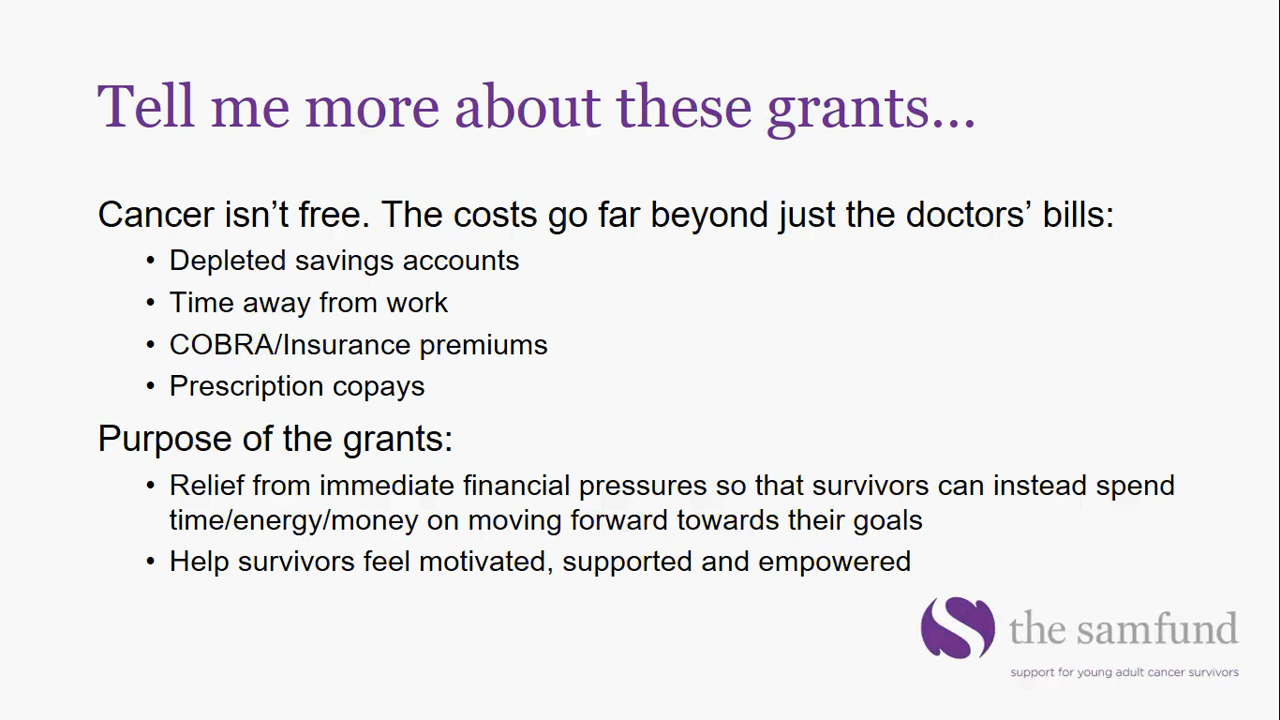 Tell me more about these grants...
Cancer isn’t free. The costs go far beyond just the doctors’ bills:
• Depleted savings accounts
• Time away from work
• COBRA/Insurance premiums
• Prescription copays
Purpose of the grants:
• Relief from immediate financial pressures so that survivors can instead spend
time/energy/money on moving forward towards their goals
• Help survivors feel motivated, supported and empowered
the samfund
support for young adult cancer survivors